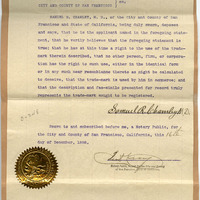 CITY AND COUNTY OF SAN FRANCISCO ) ss:
SAMUEL R. CHAMLEY, M. D., of the City and County of San
Francisco and State of California, being duly sworn, deposes
and says, that he is the applicant named in the foregoing state-
ment, that he verily believes that the foregoing statement is
true; that he has at this time a right to the use of the trade-
mark therein described, that no other person, firm, or corpora-
tion has the right to such use, either in the identical form
or in any such near resemblance thereto as might be calculated
to deceive, that the trade-mark is used by him in commerce; and
that the description and fac-simile presented for record truly
represents the trade-mark sought to be registered.
Samuel R. Chamley M.D.
Sworn to and subscribed before me, a Notary Public, for
the City and County of San Francisco, California, this 16th
day of December, 190